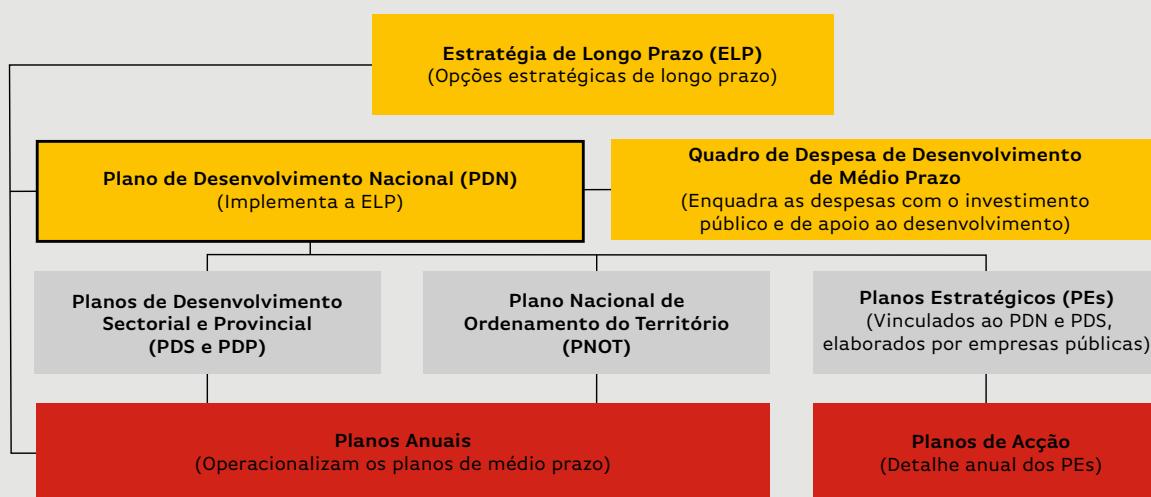 Estratégia de Longo Prazo (ELP)
(Opções estratégicas de longo prazo)
Plano de Desenvolvimento Nacional (PDN)
(Implementa a ELP)
Quadro de Despesa de Desenvolvimento
de Médio Prazo
(Enquadra as despesas com o investimento
público e de apoio ao desenvolvimento)
Planos de Desenvolvimento
Sectorial e Provincial
(PDS e PDP)
Plano Nacional de
Ordenamento do Território
(PNOT)
Planos Estratégicos (PEs)
(Vinculados ao PDN e PDS,
elaborados por empresas públicas)
Planos Anuais
(Operacionalizam os planos de médio prazo)
Planos de Acção
(Detalhe anual dos PEs)